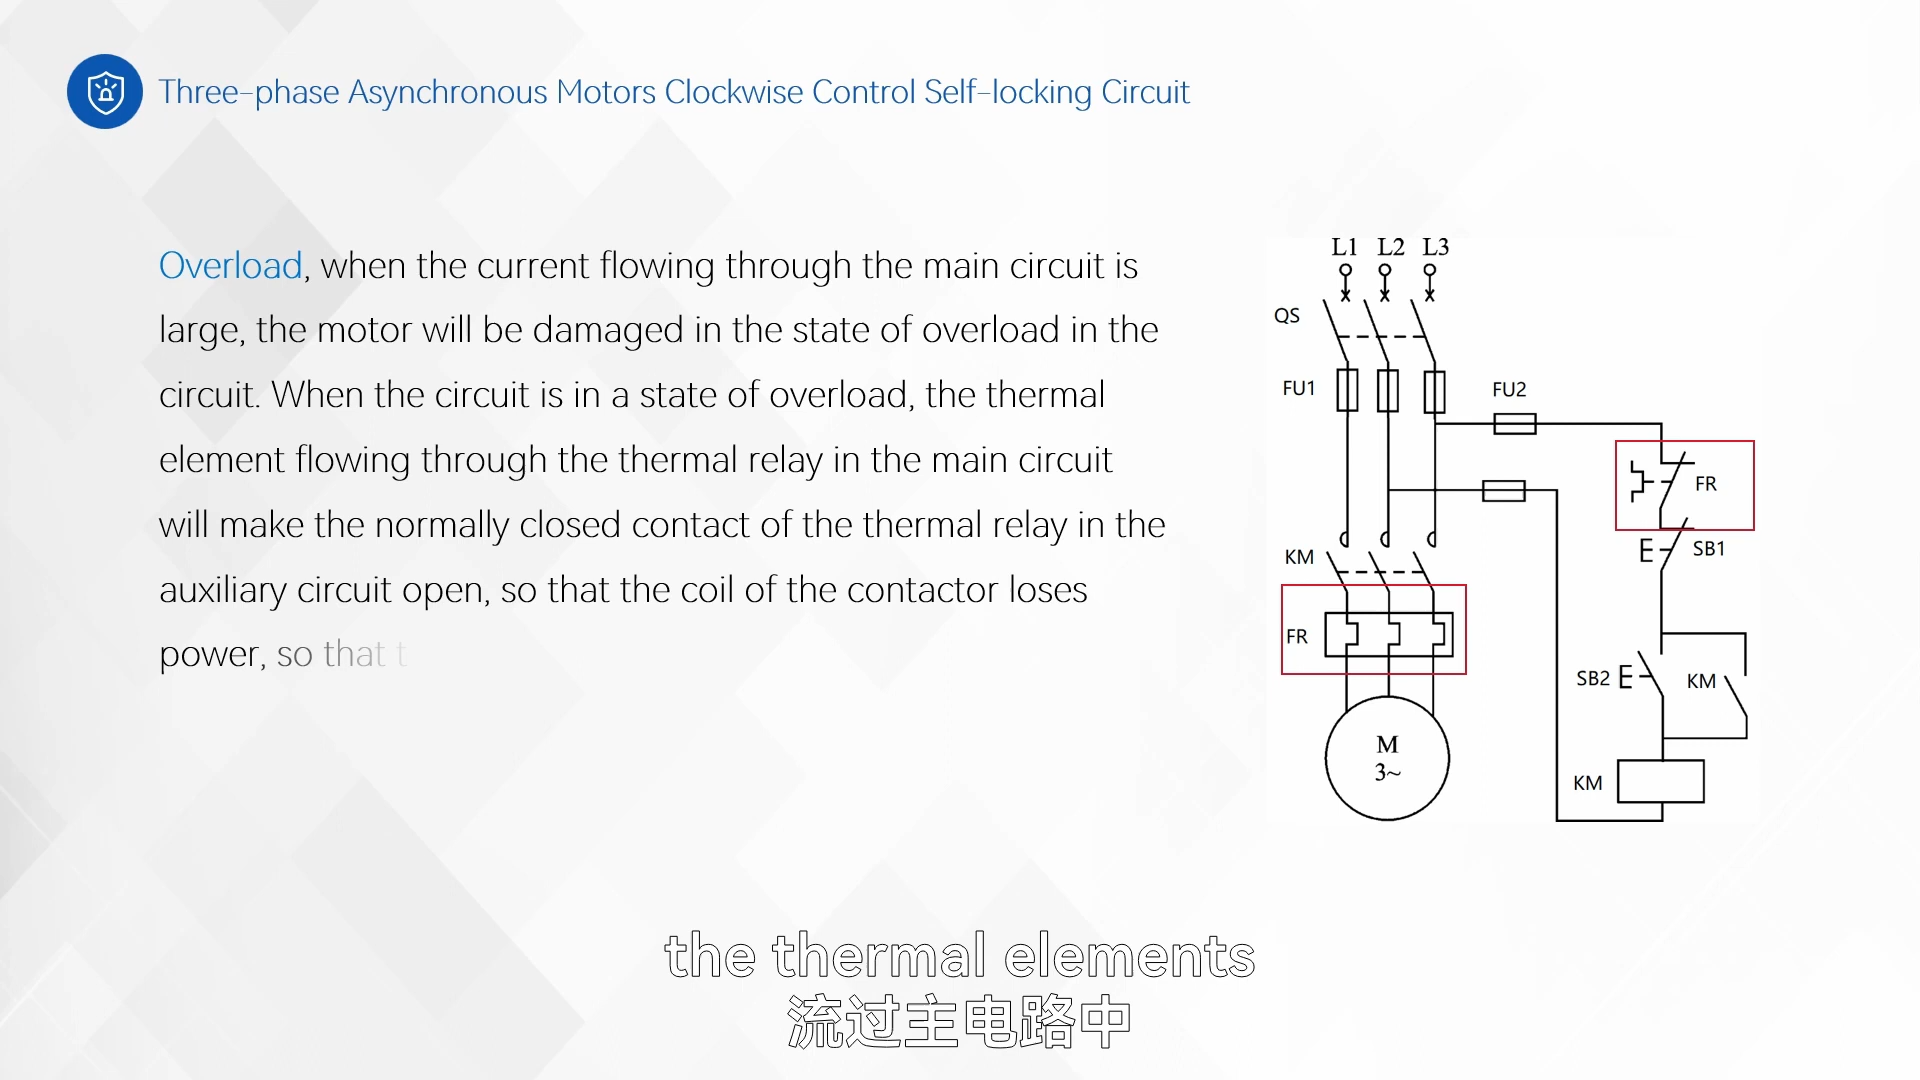 Three-phase Asynchronous Motors Clockwise Control Self-locking Circuit
Overload, when the current flowing through the main circuit is
large, the motor will be damaged in the state of overload in the
circuit. When the circuit is in a state of overload, the thermal
element flowing through the thermal relay in the main circuit
will make the normally closed contact of the thermal relay in the
auxiliary circuit open, so that the coil of the contactor loses
power, so that t
L1 L2 L3
QS
FU1
FU2
FR
SB1
KM
FR
SB2
KM
M
3~
KM
the thermal elements
流过主电路中